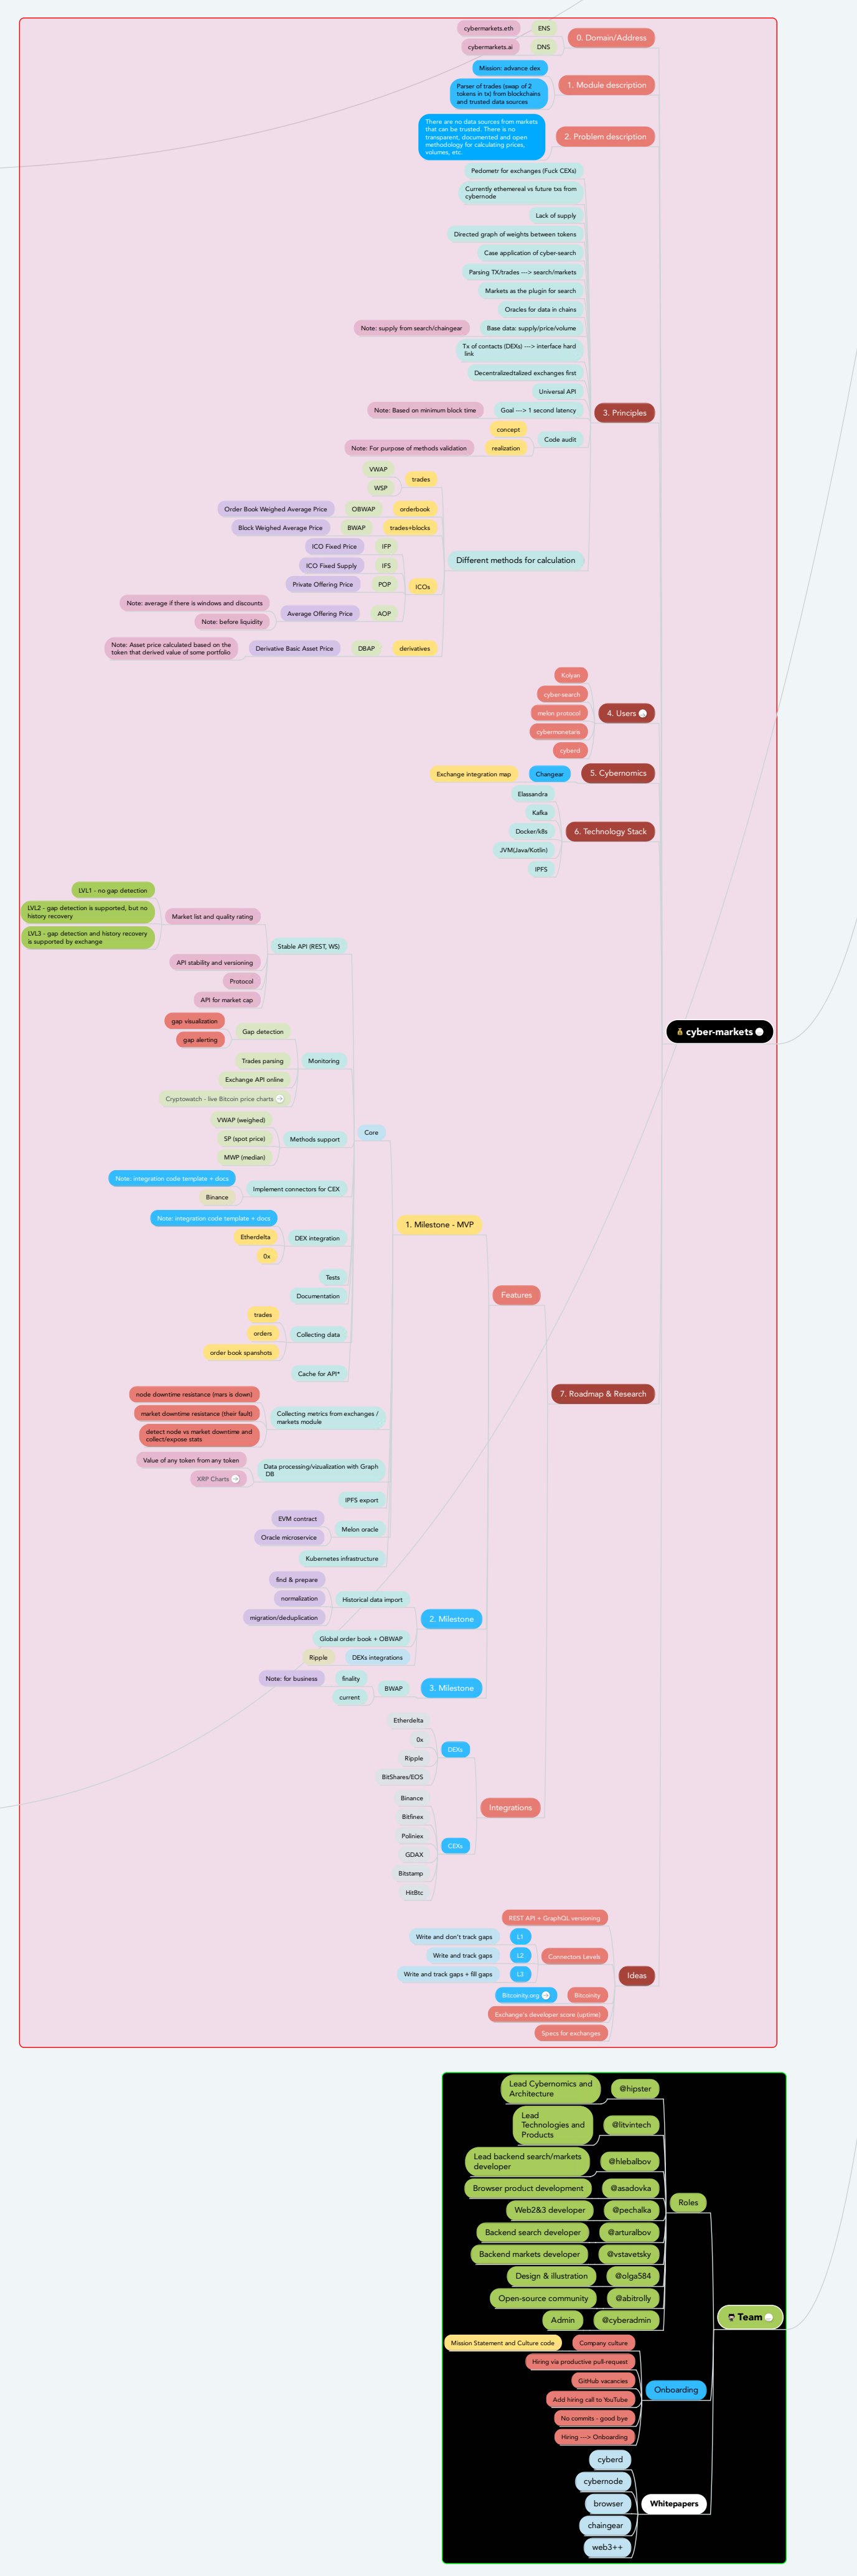 cybermarkets.eth
ENS
0. Domain/Address
cybermarkets.ai
DNS
Mission: advance dex
1. Module description
Parser of trades (swap of 2
tokens in tx) from blockchains
and trusted data sources
There are no data sources from markets
that can be trusted. There is no
transparent, documented and open
methodology for calculating prices,
volumes, etc.
2. Problem description
Pedometr for exchanges (Fuck CEXs)
Currently ethemereal vs future txs from
cybernode
Lack of supply
Directed graph of weights between tokens
Case application of cyber-search
Parsing TX/trades ---> search/markets
Markets as the plugin for search
Oracles for data in chains
Note: supply from search/chaingear
Base data: supply/price/volume
Tx of contacts (DEXs) ---> interface hard
link
Decentralizedtalized exchanges first
Universal API
Note: Based on minimum block time
Goal ---> 1 second latency
3. Principles
concept
Code audit
Note: For purpose of methods validation
realization
VWAP
trades
WSP
Order Book Weighed Average Price
OBWAP
orderbook
Block Weighed Average Price
BWAP
trades+blocks
Different methods for calculation
ICO Fixed Price
IFP
ICO Fixed Supply
IFS
Private Offering Price
POP
ICOs
Note: average if there is windows and discounts
Average Offering Price
AOP
Note: before liquidity
Note: Asset price calculated based on the
token that derived value of some portfolio
Derivative Basic Asset Price
DBAP
derivatives
Kolyan
cyber-search
melon protocol
4. Users
cybermonetaris
cyberd
Exchange integration map
Changear
5. Cybernomics
Elassandra
Kafka
Docker/k8s
6. Technology Stack
JVM(Java/Kotlin)
IPFS
LVL1 - no gap detection
LVL2 - gap detection is supported, but no
history recovery
Market list and quality rating
LVL3 - gap detection and history recovery
is supported by exchange
Stable API (REST, WS)
API stability and versioning
Protocol
API for market cap
gap visualization
Gap detection
gap alerting
Trades parsing
Monitoring
Exchange API online
Cryptowatch - live Bitcoin price charts
cyber-markets
VWAP (weighed)
SP (spot price)
Methods support
MWP (median)
Core
Note: integration code template + docs
Implement connectors for CEX
Binance
Note: integration code template + docs
Etherdelta
DEX integration
0x
1. Milestone - MVP
Tests
Documentation
trades
orders
Collecting data
order book spanshots
Cache for API*
Features
node downtime resistance (mars is down)
market downtime resistance (their fault)
Collecting metrics from exchanges /
markets module
detect node vs market downtime and
collect/expose stats
7. Roadmap & Research
Value of any token from any token
Data processing/vizualization with Graph
DB
XRP Charts
IPFS export
EVM contract
Melon oracle
Oracle microservice
Kubernetes infrastructure
find & prepare
normalization
Historical data import
migration/deduplication
2. Milestone
Global order book + OBWAP
Ripple
DEXs integrations
Note: for business
finality
BWAP
3. Milestone
current
Etherdelta
0x
DEXs
Ripple
BitShares/EOS
Integrations
Binance
Bitfinex
Poliniex
CEXs
GDAX
Bitstamp
HitBtc
REST API + GraphQL versioning
Write and don't track gaps
L1
Write and track gaps
L2
Connectors Levels
Write and track gaps + fill gaps
L3
Ideas
Bitcoinity.org
Bitcoinity
Exchange's developer score (uptime)
Specs for exchanges
Lead Cybernomics and
Architecture
@hipster
Lead
Technologies and
Products
@litvintech
Lead backend search/markets
developer
@hlebalbov
Browser product development
@asadovka
Roles
Web2&3 developer
@pechalka
Backend search developer
@arturalbov
Backend markets developer
@vstavetsky
Design & illustration
@olga584
Open-source community
@abitrolly
Admin
@cyberadmin
Team
Mission Statement and Culture code
Company culture
Hiring via productive pull-request
GitHub vacancies
Onboarding
Add hiring call to YouTube
No commits - good bye
Hiring ---> Onboarding
cyberd
cybernode
browser
Whitepapers
chaingear
web3++